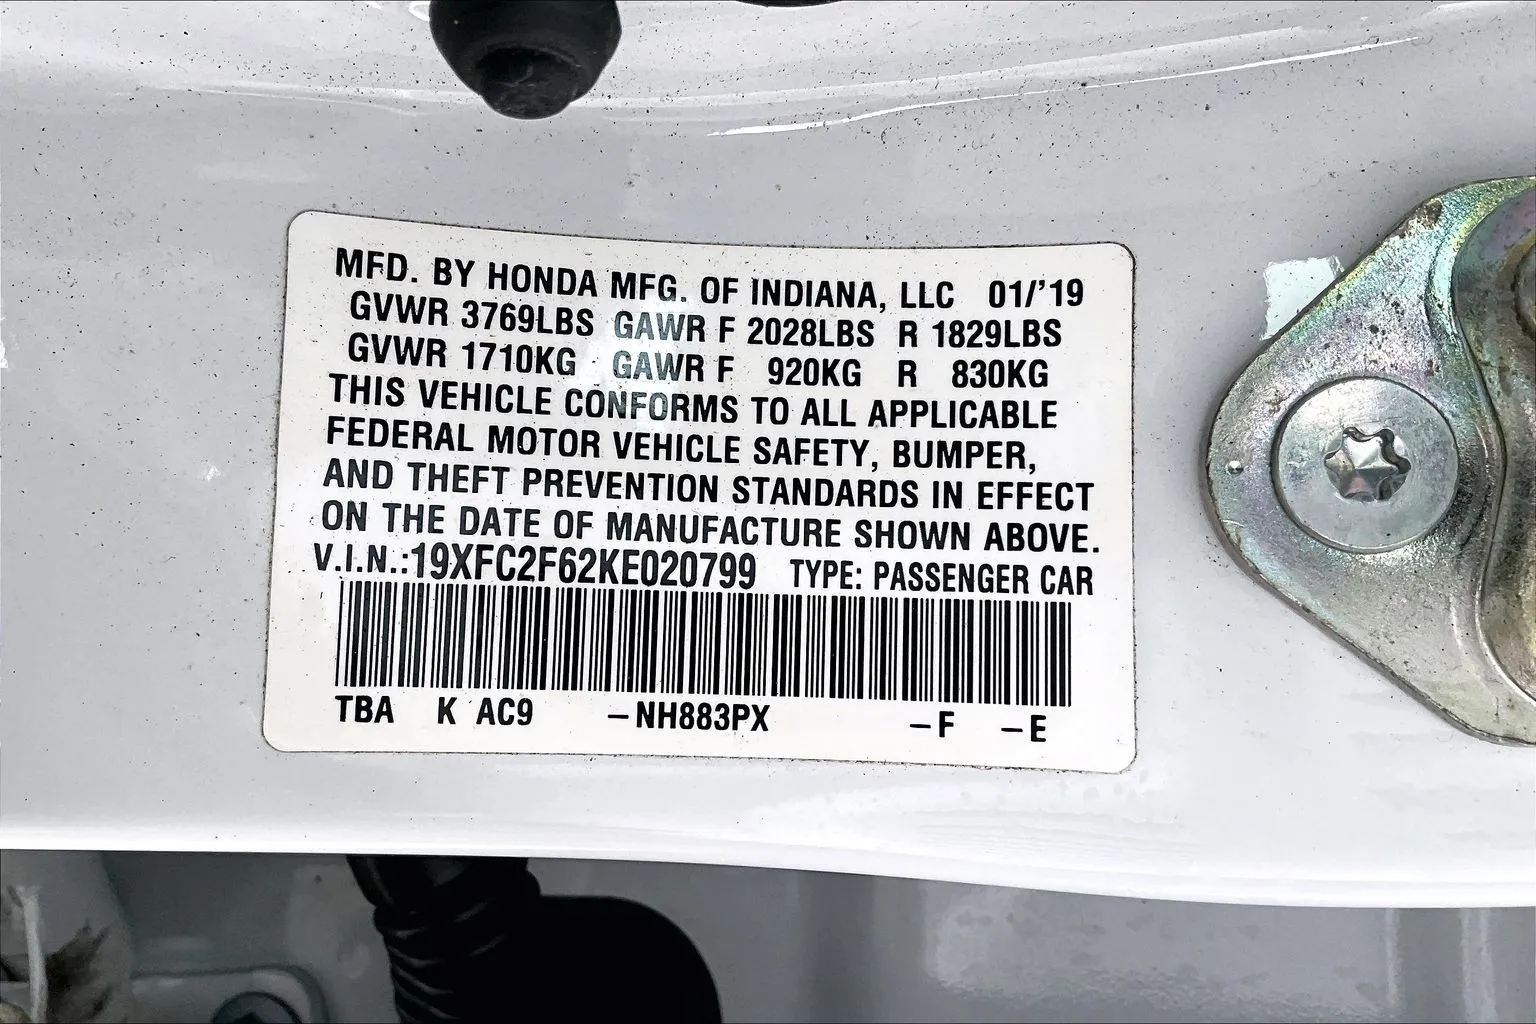 MFD. BY HONDA MFG. OF INDIANA, LLC 01/'19
GVWR 3769LBS GAWR F 2028LBS R 1829LBS
GVWR 1710KG GAWR F 920KG R 830KG
THIS VEHICLE CONFORMS TO ALL APPLICABLE
FEDERAL MOTOR VEHICLE SAFETY, BUMPER,
AND THEFT PREVENTION STANDARDS IN EFFECT
ON THE DATE OF MANUFACTURE SHOWN ABOVE.
V.I.N.:19XFC2F62KE020799 TYPE: PASSENGER CAR
TBA K AC9 –NH883PX –F –E